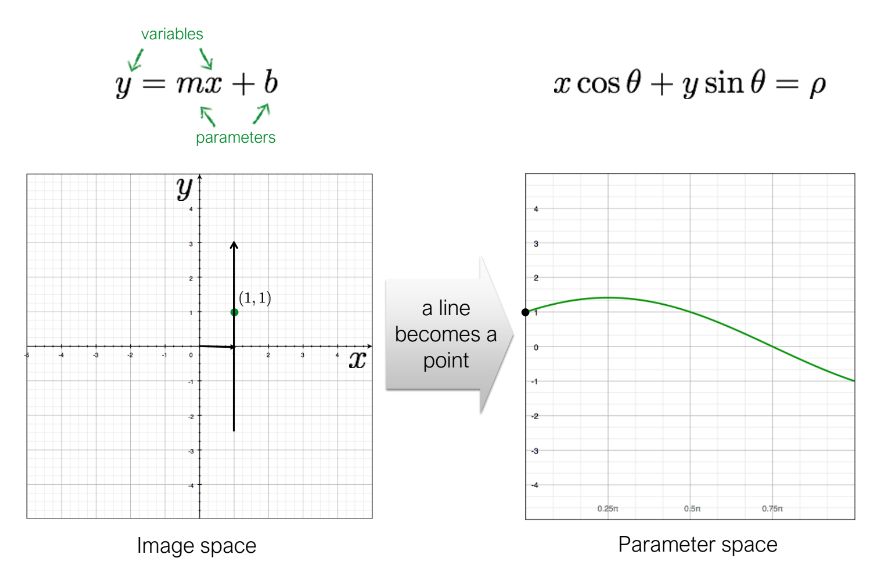 variables
y = mx + b
parameters
x cos θ + y sin θ = ρ
y
4
3
2
(1, 1)
-5 -4 -3 -2 -1 0 2 3 4
x
-1
-2
-3
-4
Image space
a line
becomes a
point
4
3
2
1
0
-1
-2
-3
-4
0.25π 0.5π 0.75π
Parameter space